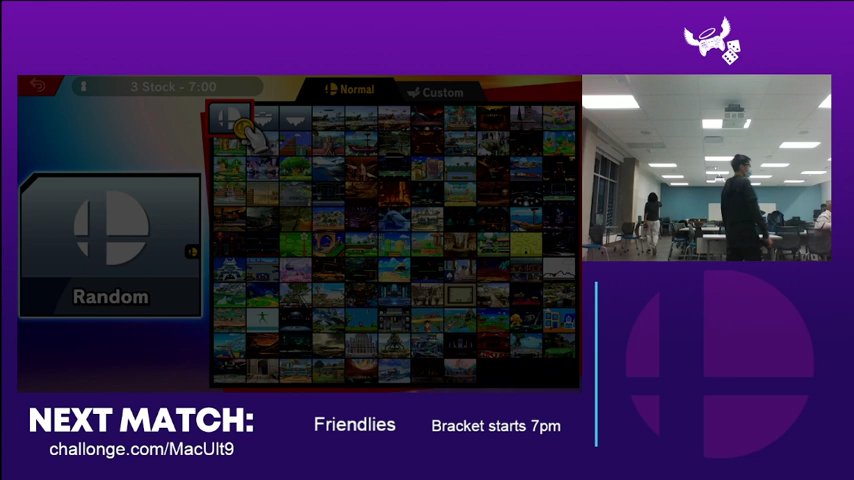 3 Stock - 7:00
Normal
Custom
Random
NEXT MATCH:
Friendlies
Bracket starts 7pm
challonge.com/MacUlt9